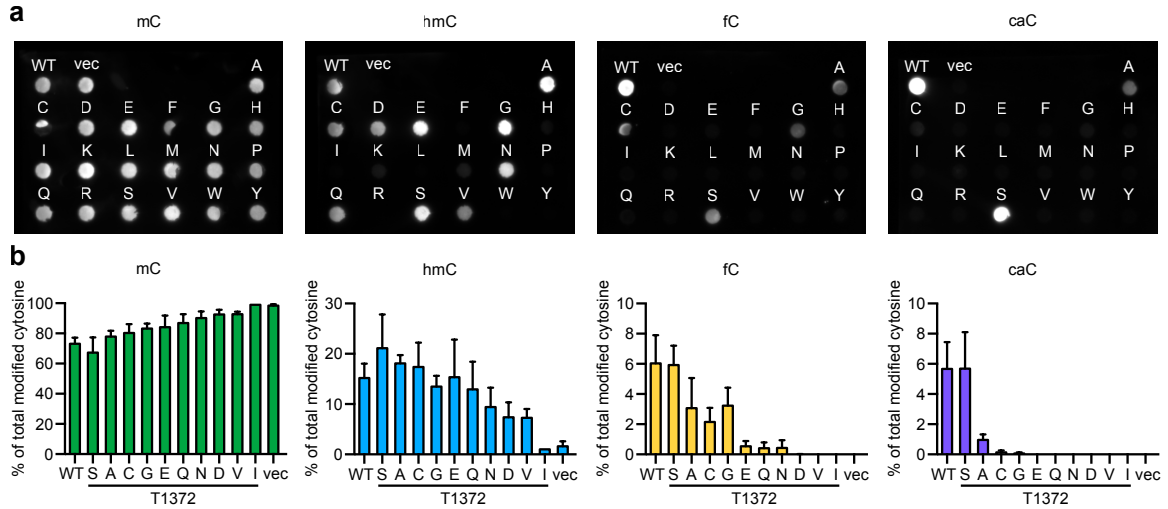 a
mC
hmC
fC
caC
WT vec A
C D E F G H
I K L M N P
Q R S V W Y
WT vec A
C D E F G H
I K L M N P
Q R S V W Y
WT vec A
C D E F G H
I K L M N P
Q R S V W Y
WT vec A
C D E F G H
I K L M N P
Q R S V W Y
b
mC
% of total modified cytosine
100
80
60
40
20
0
WT S A C G E Q N D V I vec
T1372
hmC
% of total modified cytosine
30
20
10
0
WT S A C G E Q N D V I vec
T1372
fC
% of total modified cytosine
10
8
6
4
2
0
WT S A C G E Q N D V I vec
T1372
caC
% of total modified cytosine
10
8
6
4
2
0
WT S A C G E Q N D V I vec
T1372